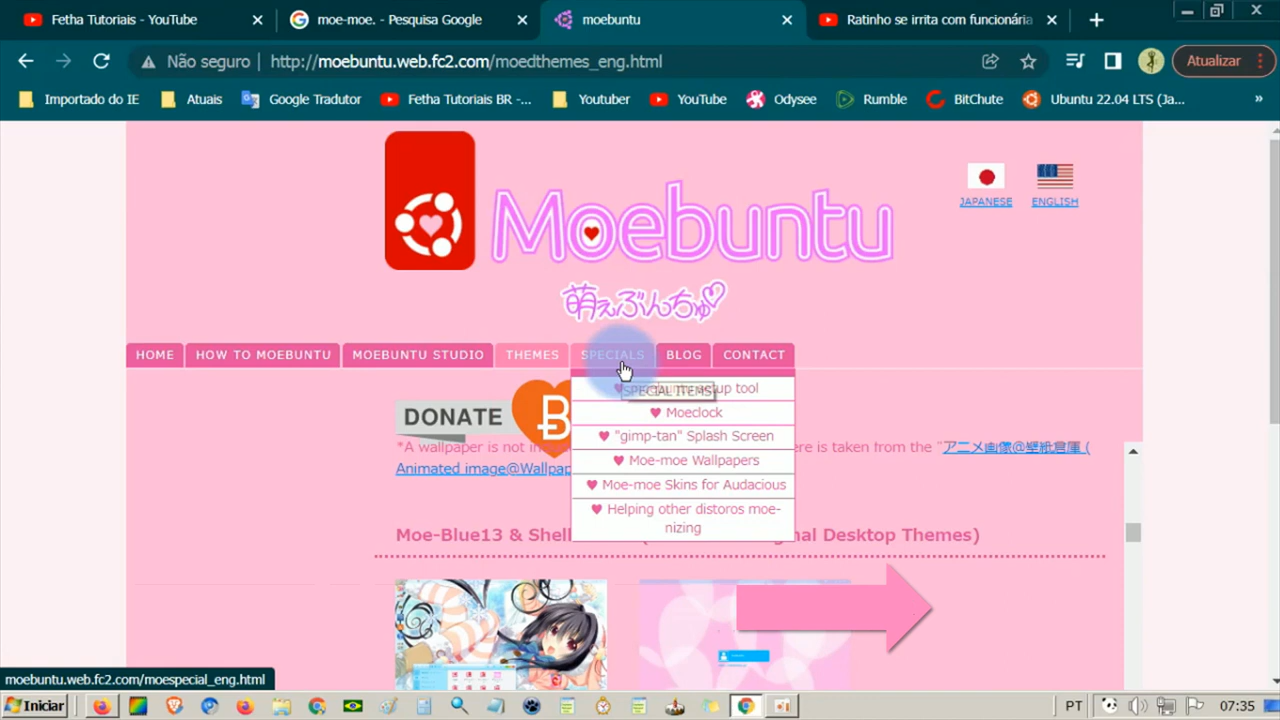 Fetha Tutoriais - YouTube
moe-moe. - Pesquisa Google
moebuntu
Ratinho se irrita com funcionária
Não seguro
http://moebuntu.web.fc2.com/moedthemes_eng.html
Atualizar
Importado do IE
Atuais
Google Tradutor
Fetha Tutoriais BR -...
Youtuber
YouTube
Odysee
Rumble
BitChute
Ubuntu 22.04 LTS (Ja...
»
Moebuntu
萌えぶんちゅ♡
JAPANESE
ENGLISH
HOME
HOW TO MOEBUNTU
MOEBUNTU STUDIO
THEMES
SPECIALS
BLOG
CONTACT
SPECIAL ITEMS
tool
♥ Moeclock
♥ "gimp-tan" Splash Screen
♥ Moe-moe Wallpapers
♥ Moe-moe Skins for Audacious
♥ Helping other distoros moe-
nizing
DONATE
*A wallpaper is not in
ere is taken from the "アニメ画像@壁紙倉庫 (
Animated image@Wallpap
Moe-Blue13 & Shell
Desktop Themes)
moebuntu.web.fc2.com/moespecial_eng.html
Iniciar
PT
07:35